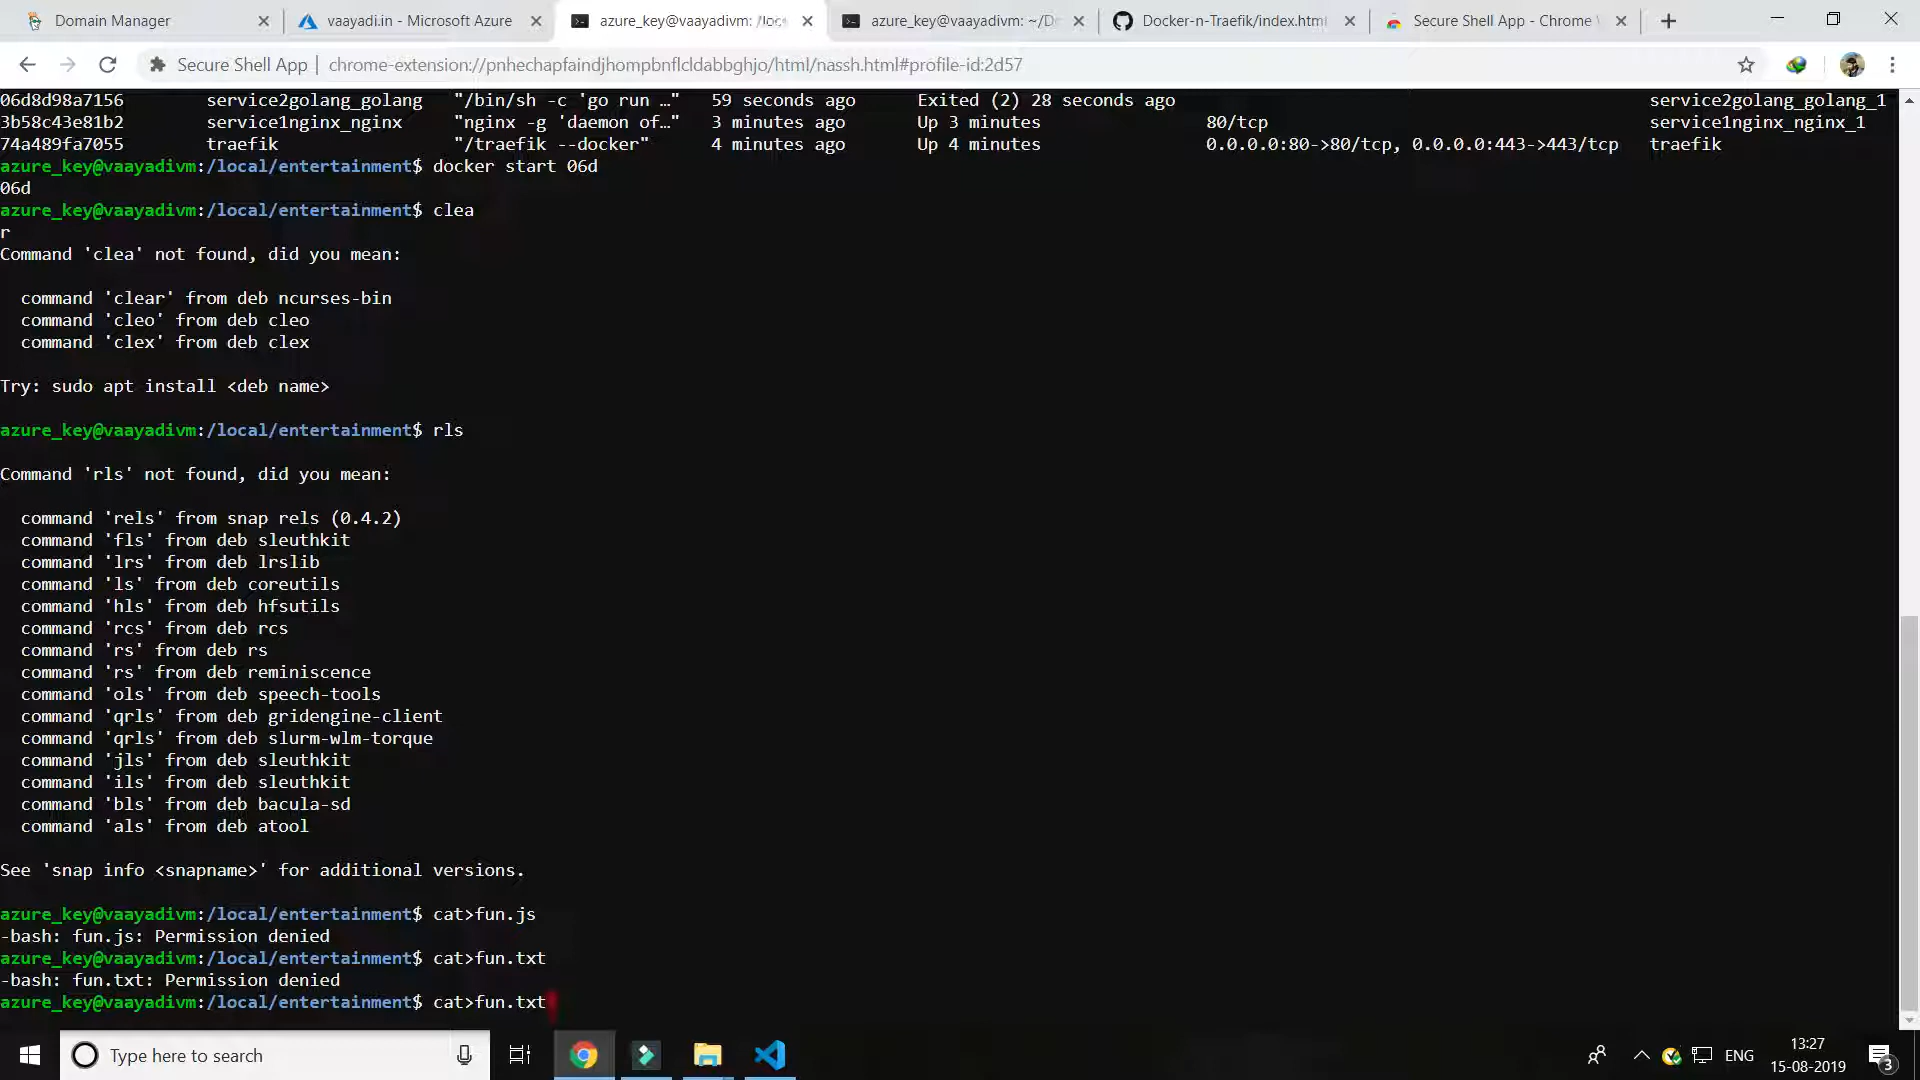 Domain Manager
vaayadi.in - Microsoft Azure
azure_key@vaayadivm: /loc
azure_key@vaayadivm: ~/Do
Docker-n-Traefik/index.html
Secure Shell App - Chrome
Secure Shell App | chrome-extension://pnhechapfaindjhompbnflcldabbghjo/html/nassh.html#profile-id:2d57
06d8d98a7156 service2golang_golang "/bin/sh -c 'go run …" 59 seconds ago Exited (2) 28 seconds ago service2golang_golang_1
3b58c43e81b2 service1nginx_nginx "nginx -g 'daemon of…" 3 minutes ago Up 3 minutes 80/tcp service1nginx_nginx_1
74a489fa7055 traefik "/traefik --docker" 4 minutes ago Up 4 minutes 0.0.0.0:80->80/tcp, 0.0.0.0:443->443/tcp traefik
azure_key@vaayadivm:/local/entertainment$ docker start 06d
06d
azure_key@vaayadivm:/local/entertainment$ clea
r
Command 'clea' not found, did you mean:
command 'clear' from deb ncurses-bin
command 'cleo' from deb cleo
command 'clex' from deb clex
Try: sudo apt install <deb name>
azure_key@vaayadivm:/local/entertainment$ rls
Command 'rls' not found, did you mean:
command 'rels' from snap rels (0.4.2)
command 'fls' from deb sleuthkit
command 'lrs' from deb lrslib
command 'ls' from deb coreutils
command 'hls' from deb hfsutils
command 'rcs' from deb rcs
command 'rs' from deb rs
command 'rs' from deb reminiscence
command 'ols' from deb speech-tools
command 'qrls' from deb gridengine-client
command 'qrls' from deb slurm-wlm-torque
command 'jls' from deb sleuthkit
command 'ils' from deb sleuthkit
command 'bls' from deb bacula-sd
command 'als' from deb atool
See 'snap info <snapname>' for additional versions.
azure_key@vaayadivm:/local/entertainment$ cat>fun.js
-bash: fun.js: Permission denied
azure_key@vaayadivm:/local/entertainment$ cat>fun.txt
-bash: fun.txt: Permission denied
azure_key@vaayadivm:/local/entertainment$ cat>fun.txt
Type here to search
ENG
13:27
15-08-2019
3